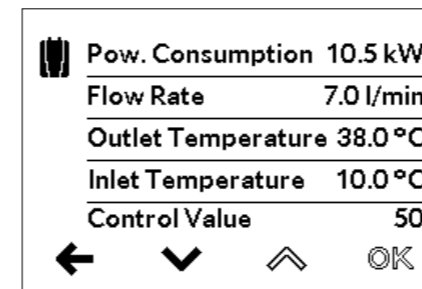 Pow. Consumption 10.5 kW
Flow Rate 7.0 l/min
Outlet Temperature 38.0 °C
Inlet Temperature 10.0 °C
Control Value 50
OK